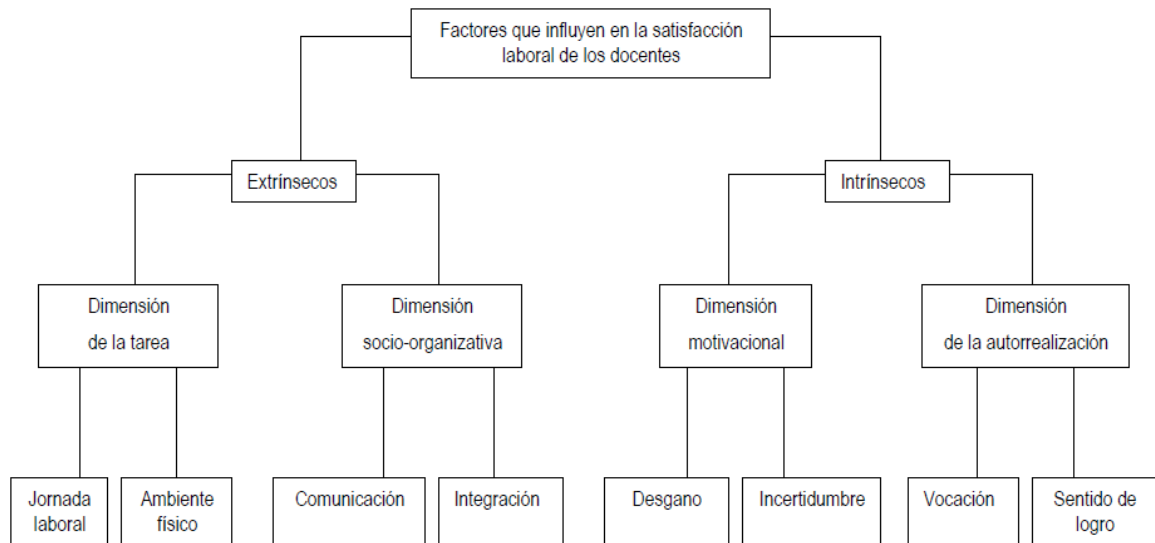 Factores que influyen en la satisfacción
laboral de los docentes
Extrínsecos
Intrínsecos
Dimensión
de la tarea
Dimensión
socio-organizativa
Dimensión
motivacional
Dimensión
de la autorrealización
Jornada
laboral
Ambiente
físico
Comunicación
Integración
Desgano
Incertidumbre
Vocación
Sentido de
logro